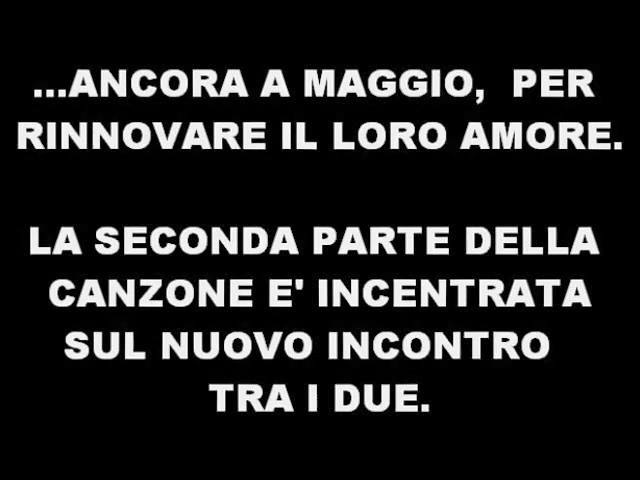 ...ANCORA A MAGGIO, PER
RINNOVARE IL LORO AMORE.
LA SECONDA PARTE DELLA
CANZONE E' INCENTRATA
SUL NUOVO INCONTRO
TRA I DUE.